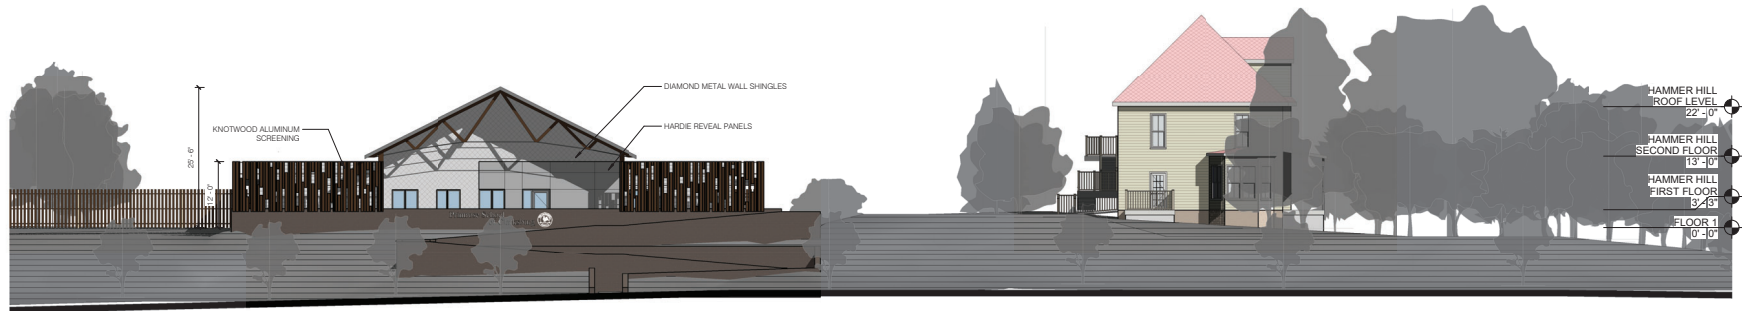 DIAMOND METAL WALL SHINGLES
HARDIE REVEAL PANELS
KNOTWOOD ALUMINUM
SCREENING
25' - 6"
12' - 0"
HAMMER HILL
ROOF LEVEL
22' - 0"
HAMMER HILL
SECOND FLOOR
13' - 0"
HAMMER HILL
FIRST FLOOR
3' - 3"
FLOOR 1
0' - 0"